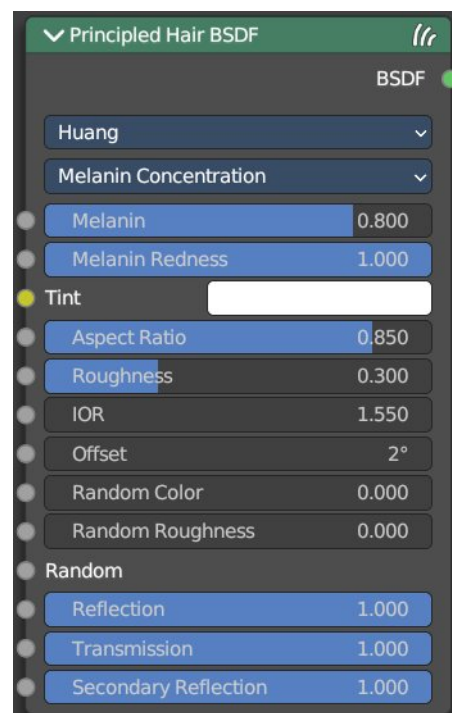 Principled Hair BSDF
BSDF
Huang
Melanin Concentration
Melanin 0.800
Melanin Redness 1.000
Tint
Aspect Ratio 0.850
Roughness 0.300
IOR 1.550
Offset 2°
Random Color 0.000
Random Roughness 0.000
Random
Reflection 1.000
Transmission 1.000
Secondary Reflection 1.000